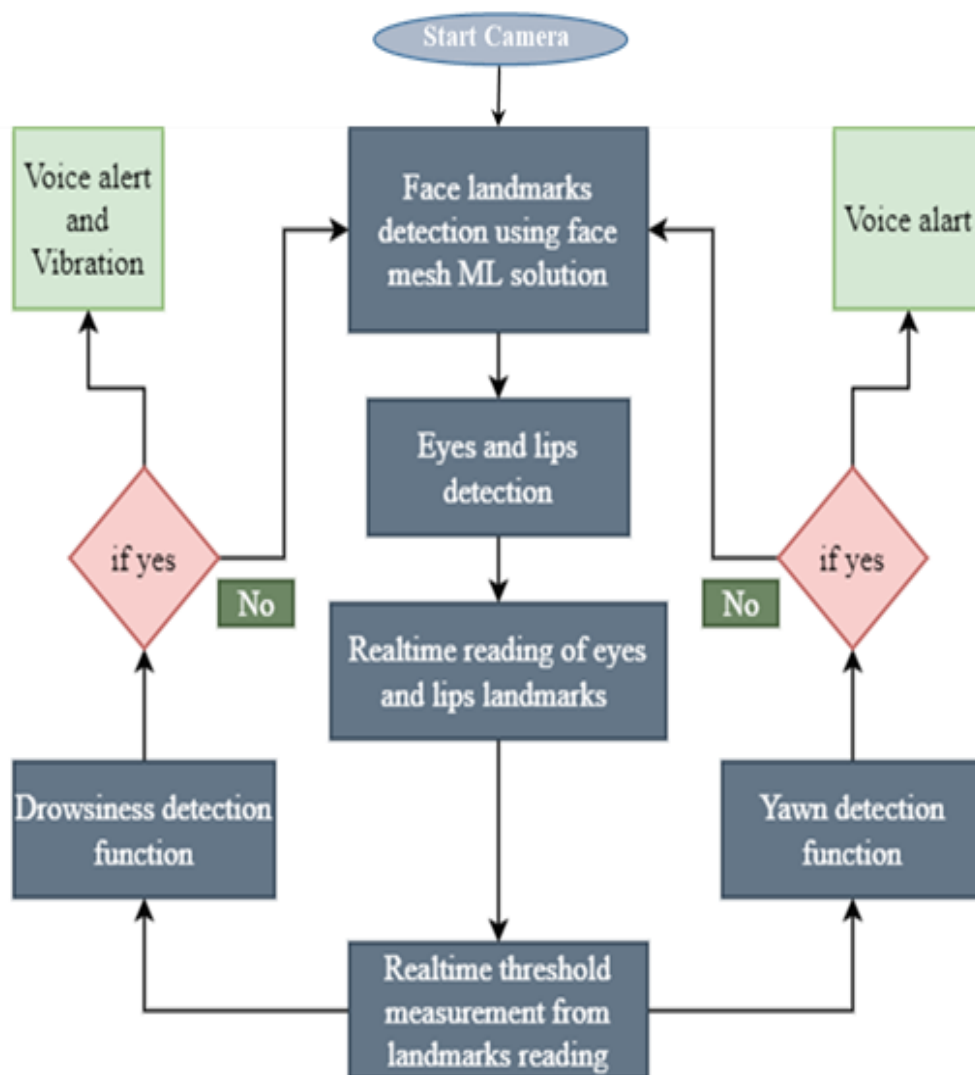 Start Camera
Voice alert
and
Vibration
Face landmarks
detection using face
mesh ML solution
Voice alart
Eyes and lips
detection
if yes
No
No
if yes
Realtime reading of eyes
and lips landmarks
Drowsiness detection
function
Yawn detection
function
Realtime threshold
measurement from
landmarks reading